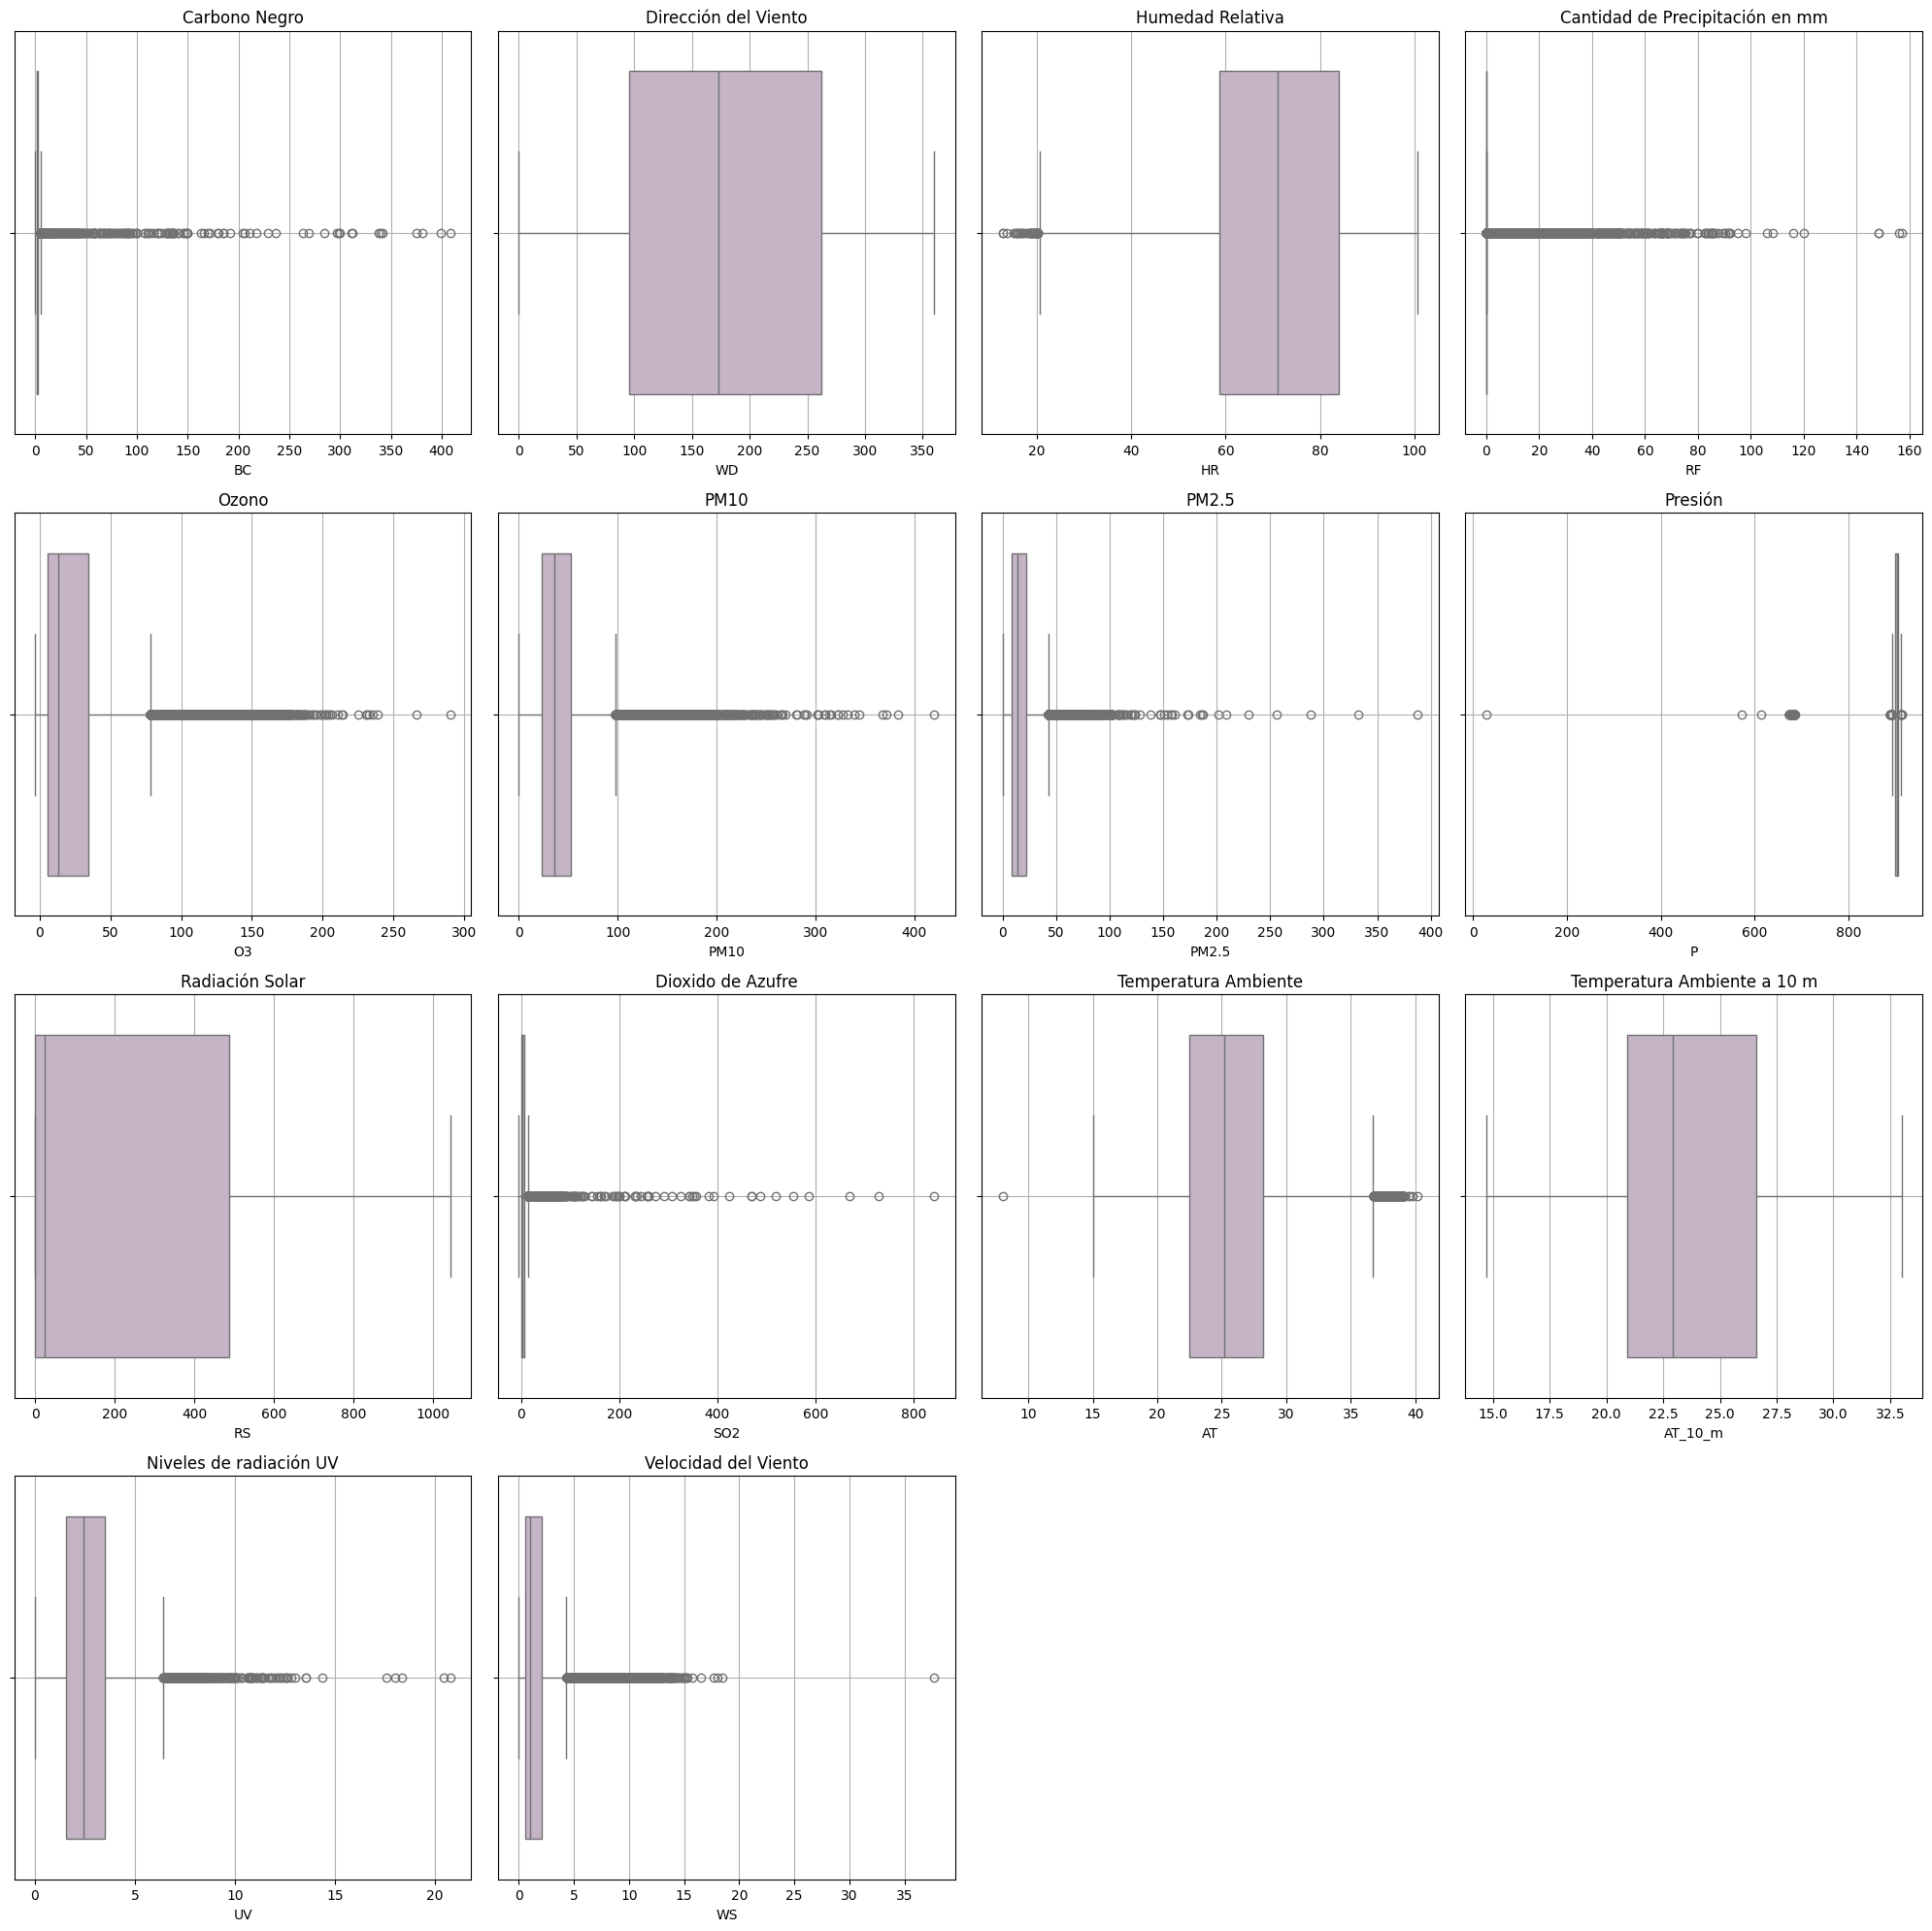 Carbono Negro
Dirección del Viento
Humedad Relativa
Cantidad de Precipitación en mm
0 50 100 150 200 250 300 350 400
0 50 100 150 200 250 300 350
20 40 60 80 100
0 20 40 60 80 100 120 140 160
BC
WD
HR
RF
Ozono
PM10
PM2.5
Presión
0 50 100 150 200 250 300
0 100 200 300 400
0 50 100 150 200 250 300 350 400
0 200 400 600 800
O3
PM10
PM2.5
P
Radiación Solar
Dioxido de Azufre
Temperatura Ambiente
Temperatura Ambiente a 10 m
0 200 400 600 800 1000
0 200 400 600 800
10 15 20 25 30 35 40
15.0 17.5 20.0 22.5 25.0 27.5 30.0 32.5
RS
SO2
AT
AT_10_m
Niveles de radiación UV
Velocidad del Viento
0 5 10 15 20
0 5 10 15 20 25 30 35
UV
WS